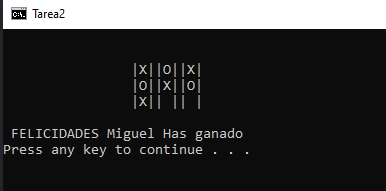 Tarea2
|X||O||X|
|O||X||O|
|X|| || |
FELICIDADES Miguel Has ganado
Press any key to continue . . .